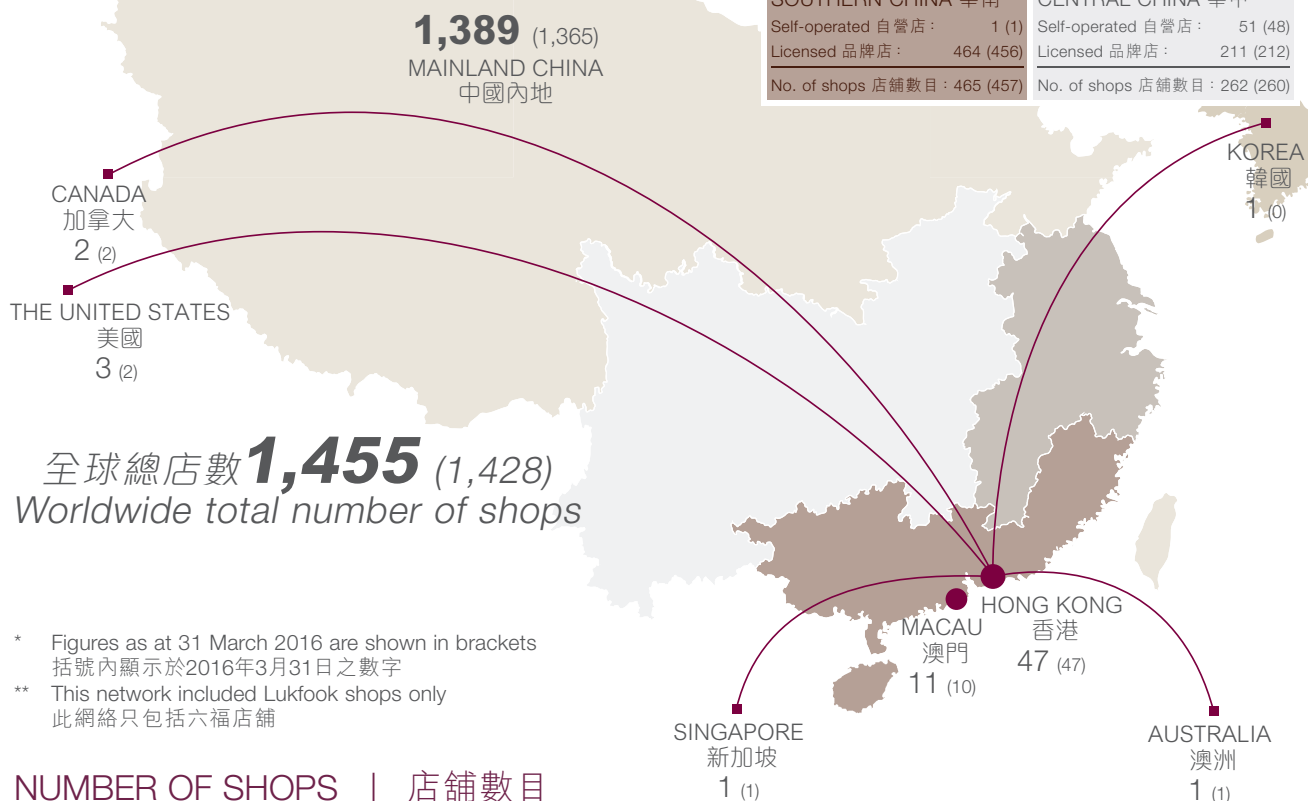 SOUTHERN CHINA 華南
Self-operated 自營店： 1 (1)
Licensed 品牌店： 464 (456)
No. of shops 店舖數目：465 (457)
CENTRAL CHINA 華中
Self-operated 自營店： 51 (48)
Licensed 品牌店： 211 (212)
No. of shops 店舖數目：262 (260)
1,389 (1,365)
MAINLAND CHINA
中國內地
KOREA
韓國
1 (0)
CANADA
加拿大
2 (2)
THE UNITED STATES
美國
3 (2)
全球總店數1,455 (1,428)
Worldwide total number of shops
HONG KONG
香港
47 (47)
MACAU
澳門
11 (10)
* Figures as at 31 March 2016 are shown in brackets
括號內顯示於2016年3月31日之數字
** This network included Lukfook shops only
此網絡只包括六福店舖
SINGAPORE
新加坡
1 (1)
AUSTRALIA
澳洲
1 (1)
NUMBER OF SHOPS | 店舖數目